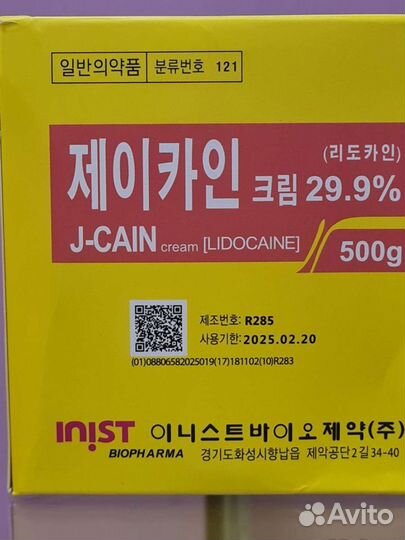 일반의약품 분류번호 121
(리도카인)
제이카인 크림 29.9%
J-CAIN cream [LIDOCAINE]
500g
제조번호: R285
사용기한: 2025.02.20
(01)08806582025019(17)181102(10)R283
INIST 이니스트바이오제약(주)
BIOPHARMA 경기도화성시향남읍 제약공단2길34-40
Avito